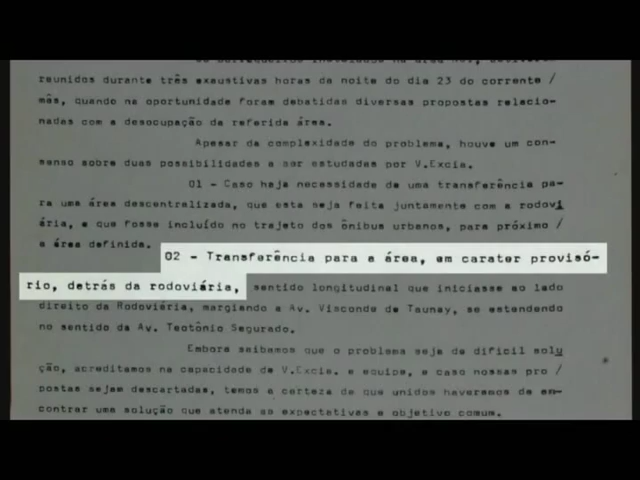 instalados na área
reunidos durante três exaustivas horas da noite do dia 23 do corrente /
mês, quando na oportunidade foram debatidas diversas propostas relacio-
nadas com a desocupação da referida área.
Apesar da complexidade do problema, houve um con-
senso sobre duas possibilidades a ser estudadas por V.Excia.
01 - Caso haja necessidade de uma transferência pa-
ra uma área descentralizada, que esta seja feita juntamente com a rodovi
ária, e que fosse incluído no trajeto dos ônibus urbanos, para próximo /
a área definida.
02 - Transferência para a área, em carater provisó-
rio, detrás da rodoviária, sentido longitudinal que iniciasse ao lado
direito da Rodoviária, margiando a Av. Visconde de Taunay, se estendendo
no sentido da Av. Teotônio Segurado.
Embora saibamos que o problema seja de dificil solu
ção, acreditamos na capacidade de V.Excia. e equipe, e caso nossas pro /
postas sejam descartadas, temos a certeza de que unidos haveremos de en-
contrar uma solução que atenda as expectativas e objetivo comum.